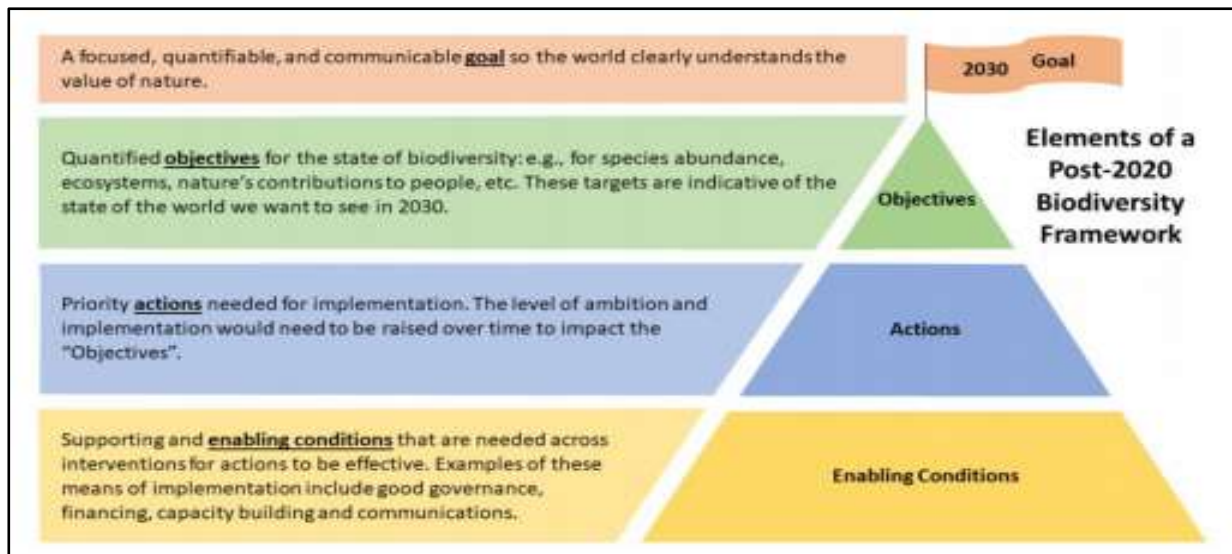 A focused, quantifiable, and communicable goal so the world clearly understands the
value of nature.
2030 Goal
Elements of a
Post-2020
Biodiversity
Framework
Quantified objectives for the state of biodiversity: e.g., for species abundance,
ecosystems, nature's contributions to people, etc. These targets are indicative of the
state of the world we want to see in 2030.
Objectives
Priority actions needed for implementation. The level of ambition and
implementation would need to be raised over time to impact the
"Objectives".
Actions
Supporting and enabling conditions that are needed across
interventions for actions to be effective. Examples of these
means of implementation include good governance,
financing, capacity building and communications.
Enabling Conditions